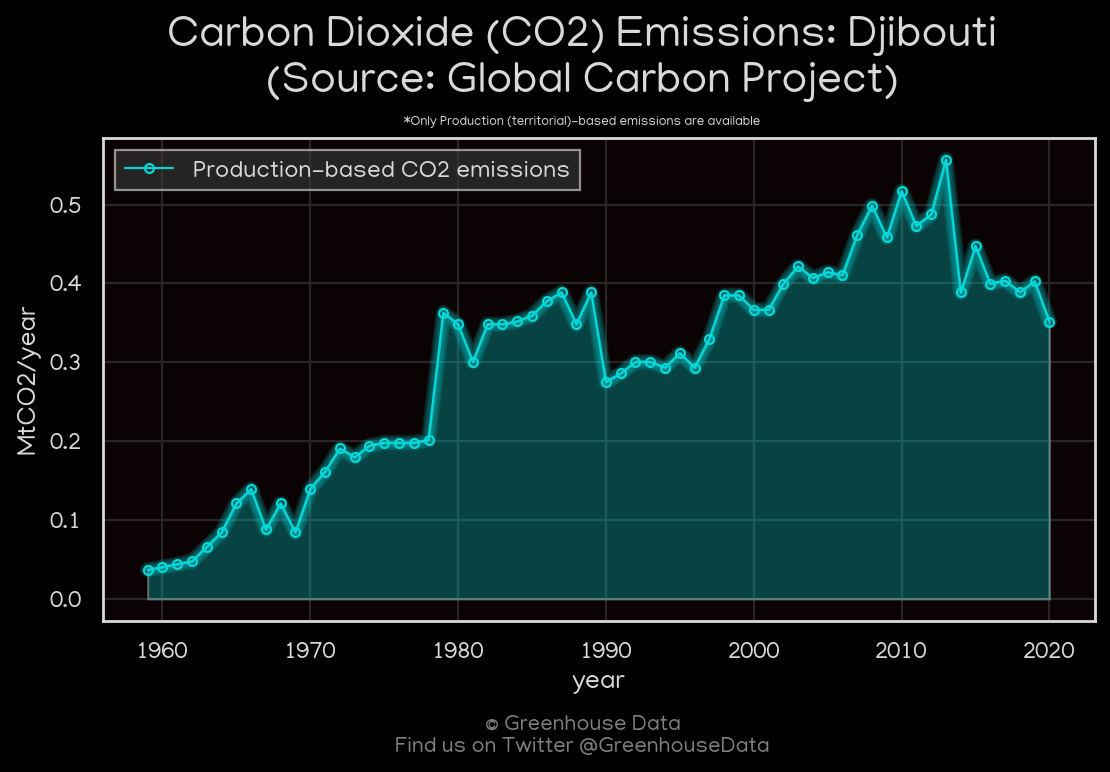 Carbon Dioxide (CO2) Emissions: Djibouti
(Source: Global Carbon Project)
*Only Production (territorial)-based emissions are available
Production-based CO2 emissions
0.5
0.4
0.3
0.2
0.1
0.0
MtCO2/year
1960 1970 1980 1990 2000 2010 2020
year
© Greenhouse Data
Find us on Twitter @GreenhouseData